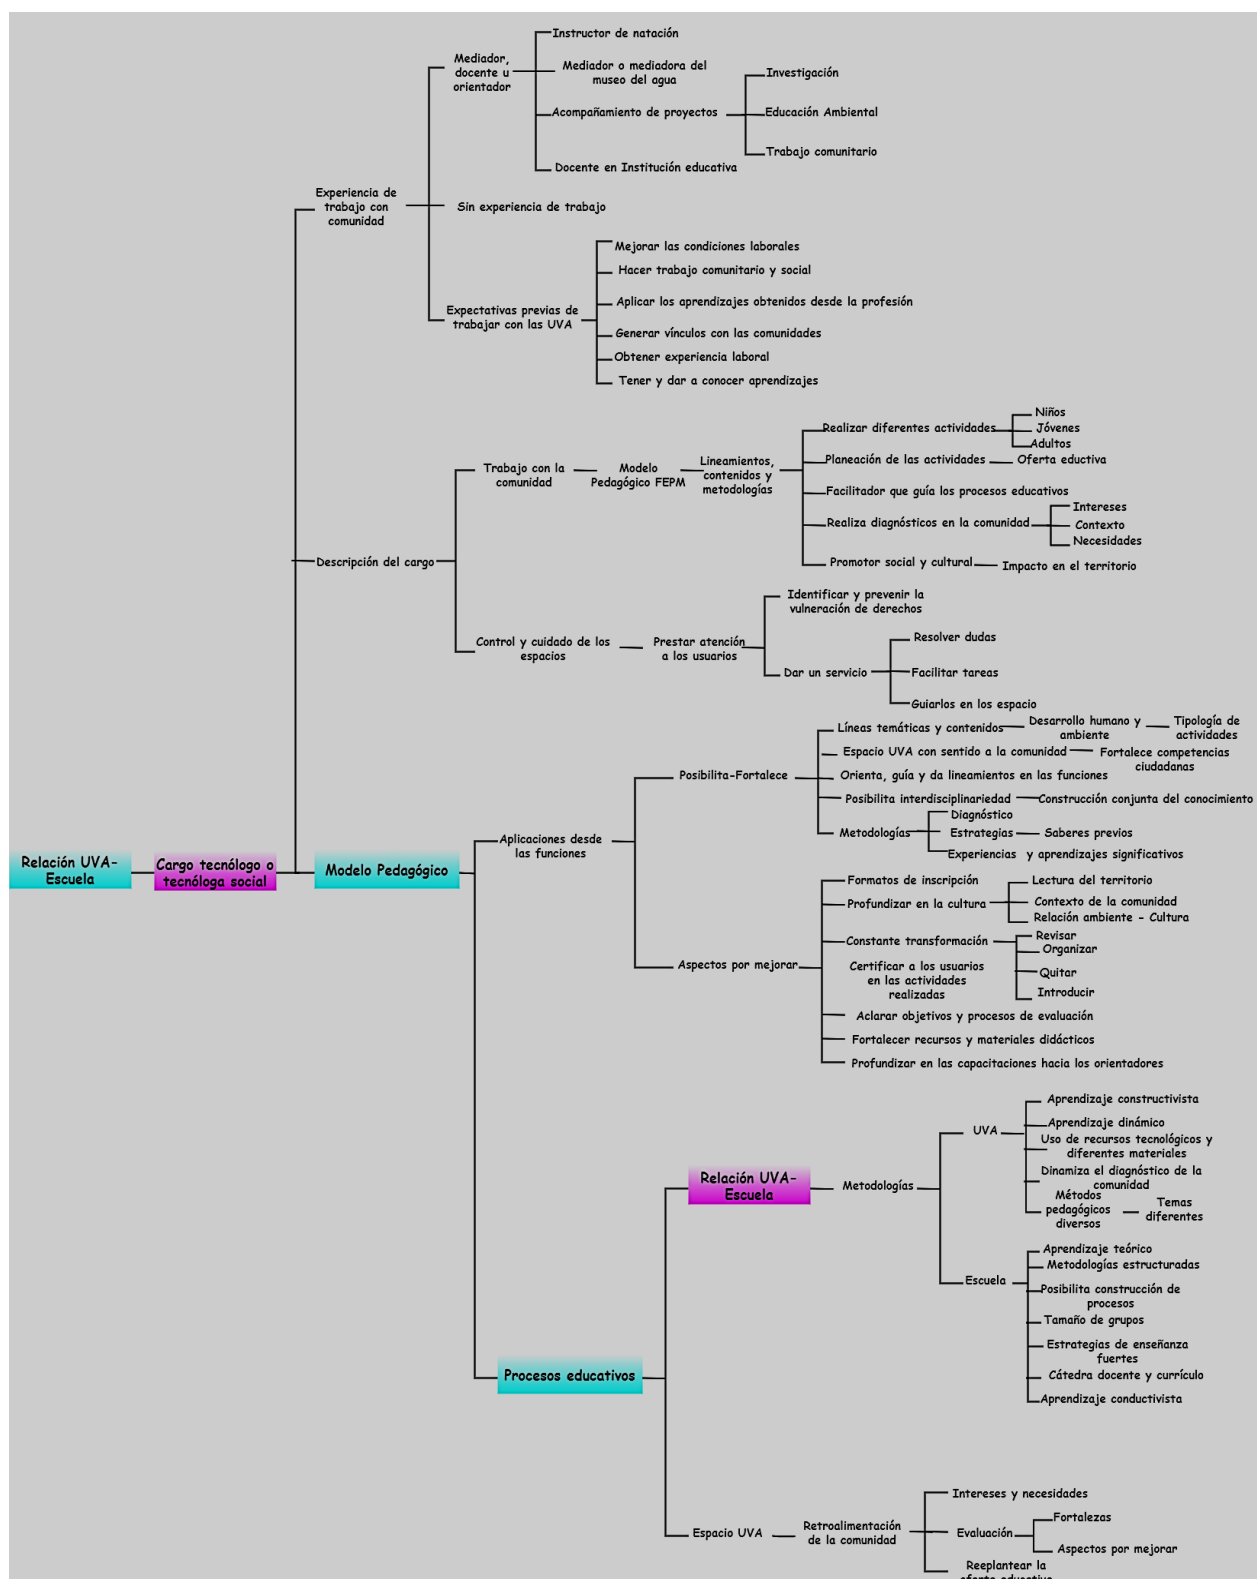 Instructor de natación
Mediador,
docente u
orientador
Mediador o mediadora del
museo del agua
Investigación
Acompañamiento de proyectos
Educación Ambiental
Trabajo comunitario
Docente en Institución educativa
Experiencia de
trabajo con
comunidad
Sin experiencia de trabajo
Mejorar las condiciones laborales
Hacer trabajo comunitario y social
Aplicar los aprendizajes obtenidos desde la profesión
Expectativas previas de
trabajar con las UVA
Generar vínculos con las comunidades
Obtener experiencia laboral
Tener y dar a conocer aprendizajes
Descripción del cargo
Trabajo con la
comunidad
Modelo
Pedagógico FEPM
Lineamientos,
contenidos y
metodologías
Realizar diferentes actividades
Niños
Jóvenes
Adultos
Planeación de las actividades
Oferta eductiva
Facilitador que guía los procesos educativos
Realiza diagnósticos en la comunidad
Intereses
Contexto
Necesidades
Promotor social y cultural
Impacto en el territorio
Control y cuidado de los
espacios
Prestar atención
a los usuarios
Identificar y prevenir la
vulneración de derechos
Dar un servicio
Resolver dudas
Facilitar tareas
Guiarlos en los espacio
Relación UVA-
Escuela
Cargo tecnólogo o
tecnóloga social
Modelo Pedagógico
Aplicaciones desde
las funciones
Posibilita-Fortalece
Líneas temáticas y contenidos
Desarrollo humano y
ambiente
Tipología de
actividades
Espacio UVA con sentido a la comunidad
Fortalece competencias
ciudadanas
Orienta, guía y da lineamientos en las funciones
Posibilita interdisciplinariedad
Construcción conjunta del conocimiento
Metodologías
Diagnóstico
Estrategias
Saberes previos
Experiencias y aprendizajes significativos
Aspectos por mejorar
Formatos de inscripción
Profundizar en la cultura
Lectura del territorio
Contexto de la comunidad
Relación ambiente - Cultura
Constante transformación
Revisar
Organizar
Quitar
Introducir
Certificar a los usuarios
en las actividades
realizadas
Aclarar objetivos y procesos de evaluación
Fortalecer recursos y materiales didácticos
Profundizar en las capacitaciones hacia los orientadores
Procesos educativos
Relación UVA-
Escuela
Metodologías
UVA
Aprendizaje constructivista
Aprendizaje dinámico
Uso de recursos tecnológicos y
diferentes materiales
Dinamiza el diagnóstico de la
comunidad
Métodos
pedagógicos
diversos
Temas
diferentes
Escuela
Aprendizaje teórico
Metodologías estructuradas
Posibilita construcción de
procesos
Tamaño de grupos
Estrategias de enseñanza
fuertes
Cátedra docente y currículo
Aprendizaje conductivista
Espacio UVA
Retroalimentación
de la comunidad
Intereses y necesidades
Evaluación
Fortalezas
Aspectos por mejorar
Reeplantear la
oferta educativa